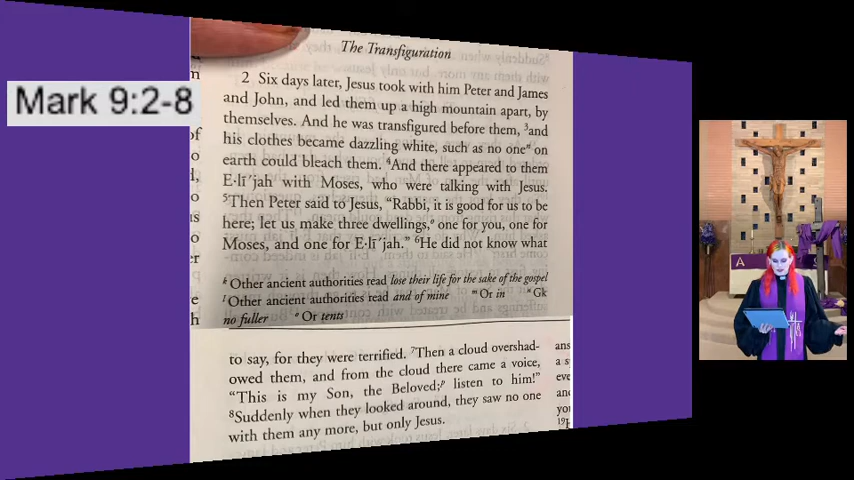 Mark 9:2-8
The Transfiguration
2 Six days later, Jesus took with him Peter and James
and John, and led them up a high mountain apart, by
themselves. And he was transfigured before them, ³and
his clothes became dazzling white, such as no oneⁿ on
earth could bleach them. ⁴And there appeared to them
E·lī′jah with Moses, who were talking with Jesus.
⁵Then Peter said to Jesus, “Rabbi, it is good for us to be
here; let us make three dwellings,ᵒ one for you, one for
Moses, and one for E·lī′jah.” ⁶He did not know what
ᵏ Other ancient authorities read lose their life for the sake of the gospel
ˡ Other ancient authorities read and of mine ᵐ Or in ⁿ Gk
no fuller ᵒ Or tents
to say, for they were terrified. ⁷Then a cloud overshad-
owed them, and from the cloud there came a voice,
“This is my Son, the Beloved;ᵖ listen to him!”
⁸Suddenly when they looked around, they saw no one
with them any more, but only Jesus.